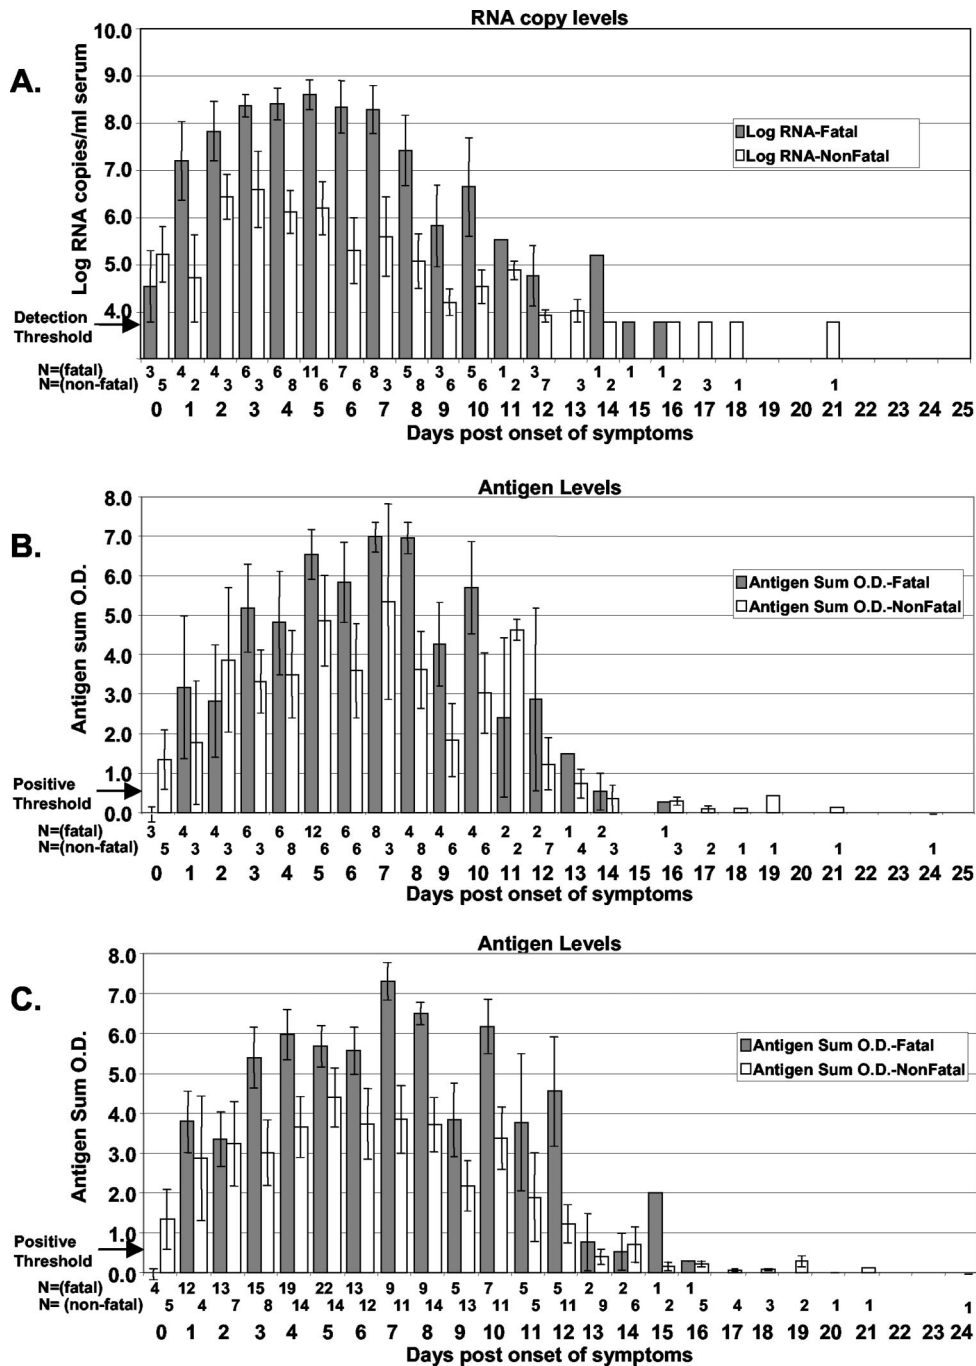 RNA copy levels
A.
Log RNA copies/ml serum
10.0
9.0
8.0
7.0
6.0
5.0
4.0
Log RNA-Fatal
Log RNA-NonFatal
Detection
Threshold
N=(fatal) 3 4 4 6 6 11 7 8 5 3 5 1 3 1 1 1
N=(non-fatal) 5 2 3 3 8 6 6 3 8 6 6 2 7 3 2 2 3 1 1
0 1 2 3 4 5 6 7 8 9 10 11 12 13 14 15 16 17 18 19 20 21 22 23 24 25
Days post onset of symptoms
Antigen Levels
B.
Antigen sum O.D.
8.0
7.0
6.0
5.0
4.0
3.0
2.0
1.0
0.0
Antigen Sum O.D.-Fatal
Antigen Sum O.D.-NonFatal
Positive
Threshold
N=(fatal) 3 4 4 6 6 12 6 8 4 4 4 2 2 1 2 1
N=(non-fatal) 5 3 3 3 8 6 6 3 8 6 6 2 7 4 3 3 2 1 1 1 1
0 1 2 3 4 5 6 7 8 9 10 11 12 13 14 15 16 17 18 19 20 21 22 23 24 25
Days post onset of symptoms
Antigen Levels
C.
Antigen Sum O.D.
8.0
7.0
6.0
5.0
4.0
3.0
2.0
1.0
0.0
Antigen Sum O.D.-Fatal
Antigen Sum O.D.-NonFatal
Positive
Threshold
N=(fatal) 4 12 13 15 19 22 13 9 9 5 7 5 5 2 2 1 1
N= (non-fatal) 5 4 7 8 14 14 12 11 14 13 11 5 11 9 6 2 5 4 3 2 1 1 1
0 1 2 3 4 5 6 7 8 9 10 11 12 13 14 15 16 17 18 19 20 21 22 23 24
Days post onset of symptoms